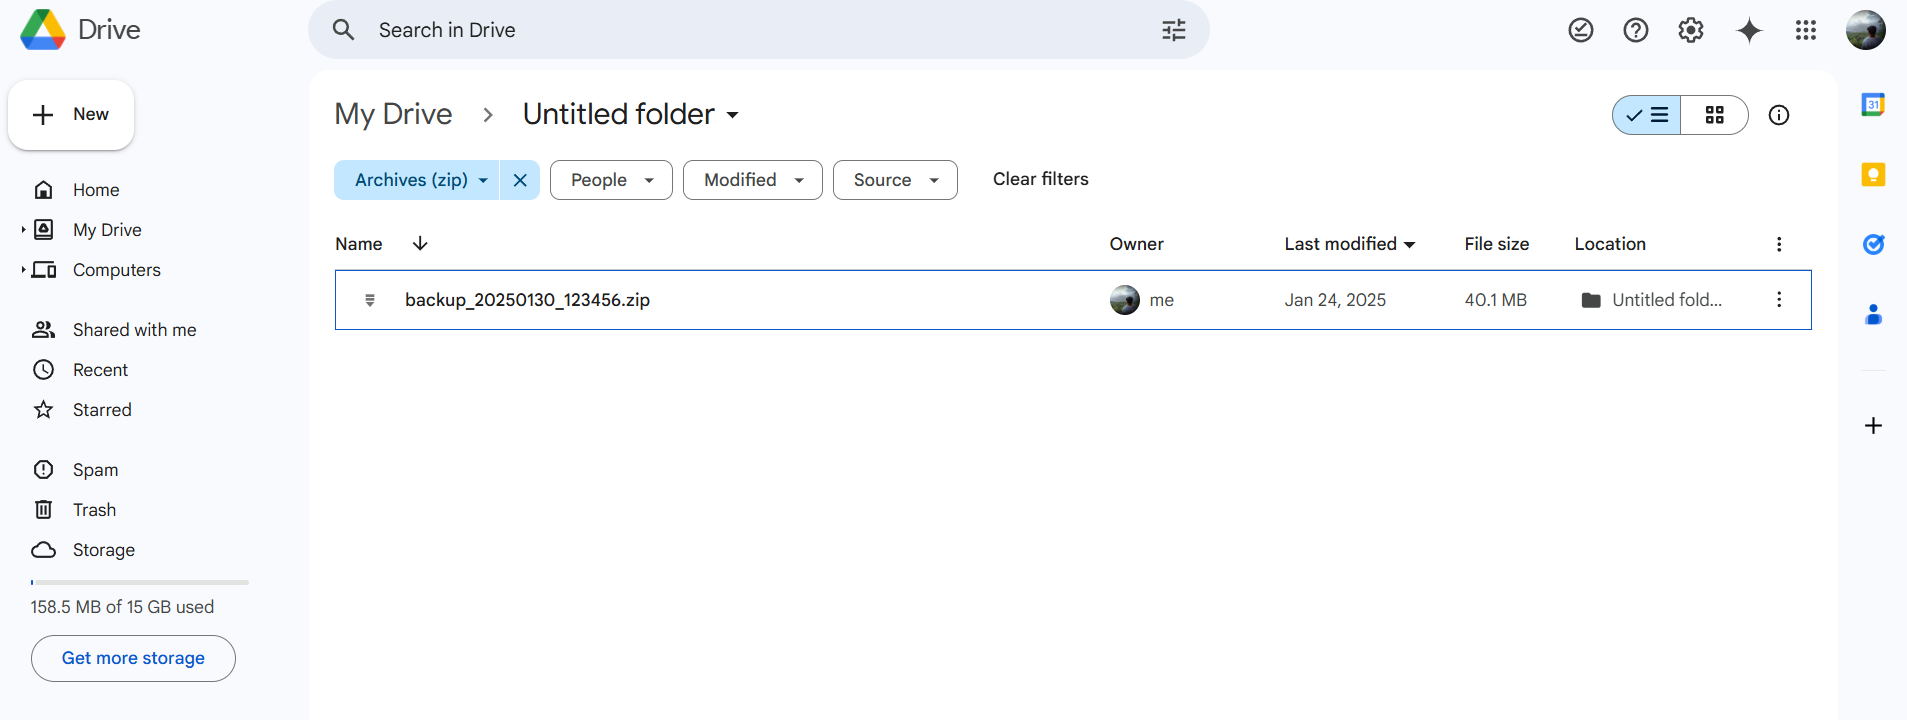 Drive
Search in Drive
New
My Drive
Untitled folder
31
Archives (zip)
People
Modified
Source
Clear filters
Home
My Drive
Computers
Shared with me
Recent
Starred
Spam
Trash
Storage
158.5 MB of 15 GB used
Get more storage
Name
Owner
Last modified
File size
Location
backup_20250130_123456.zip
me
Jan 24, 2025
40.1 MB
Untitled fold...